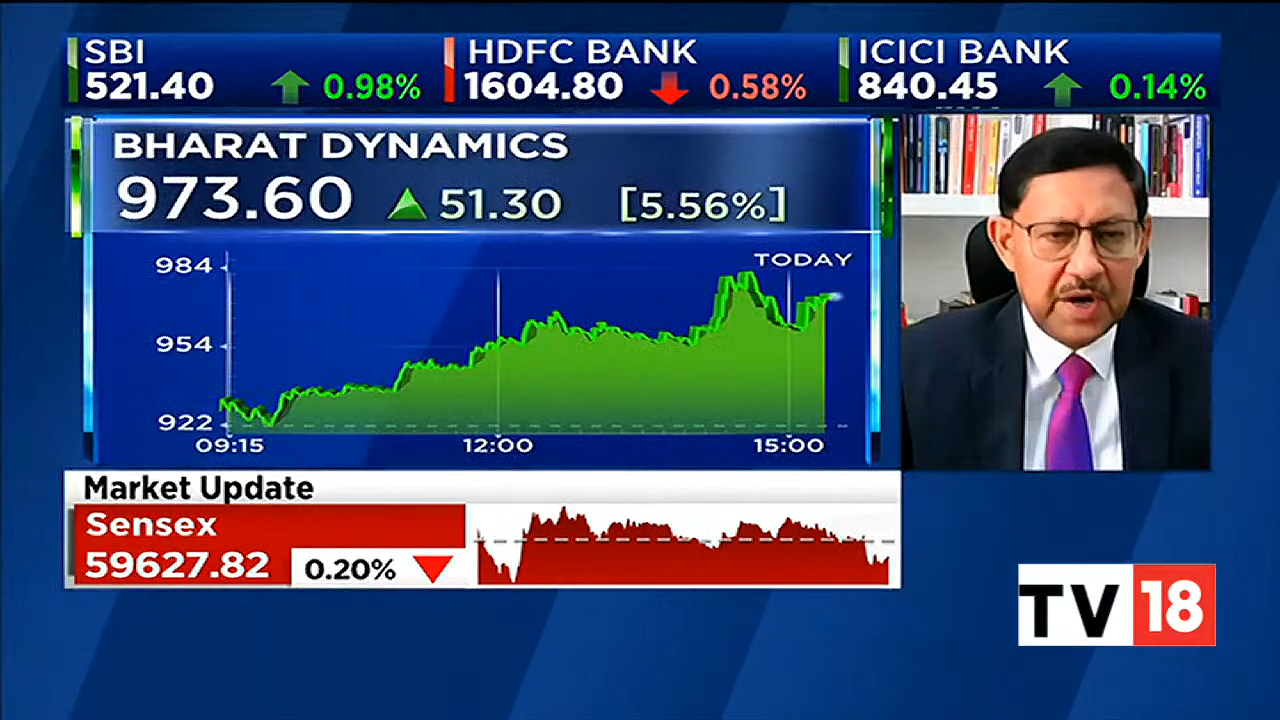 SBI
521.40 0.98%
HDFC BANK
1604.80 0.58%
ICICI BANK
840.45 0.14%
BHARAT DYNAMICS
973.60 51.30 [5.56%]
TODAY
984
954
922
09:15 12:00 15:00
Market Update
Sensex
59627.82 0.20%
TV18